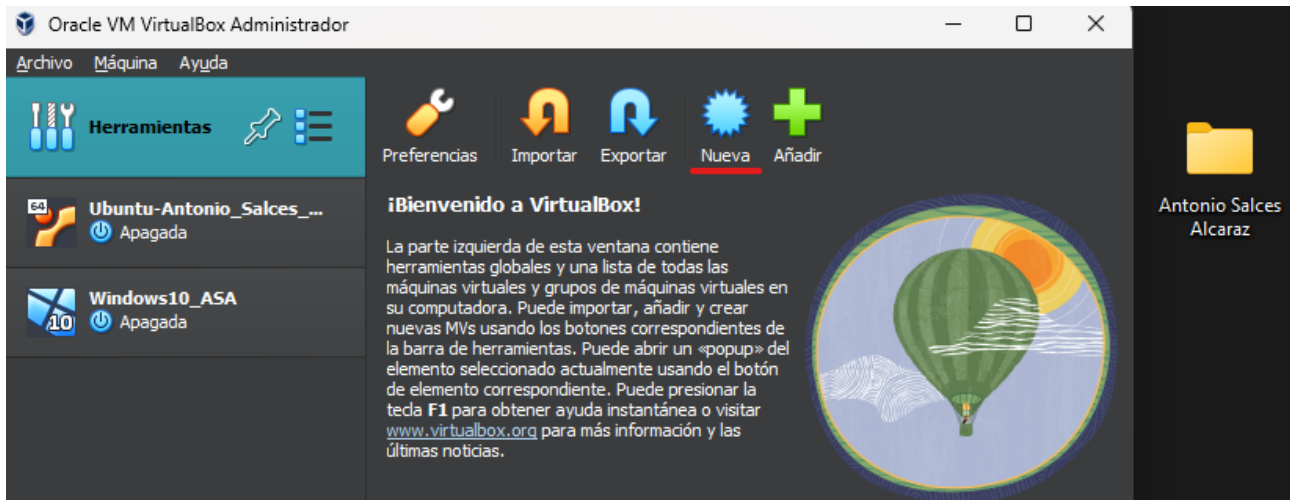 Oracle VM VirtualBox Administrador
Archivo Máquina Ayuda
Herramientas
Preferencias Importar Exportar Nueva Añadir
64
Ubuntu-Antonio_Salces_...
Apagada
10
Windows10_ASA
Apagada
¡Bienvenido a VirtualBox!
La parte izquierda de esta ventana contiene
herramientas globales y una lista de todas las
máquinas virtuales y grupos de máquinas virtuales en
su computadora. Puede importar, añadir y crear
nuevas MVs usando los botones correspondientes de
la barra de herramientas. Puede abrir un «popup» del
elemento seleccionado actualmente usando el botón
de elemento correspondiente. Puede presionar la
tecla F1 para obtener ayuda instantánea o visitar
www.virtualbox.org para más información y las
últimas noticias.
Antonio Salces
Alcaraz